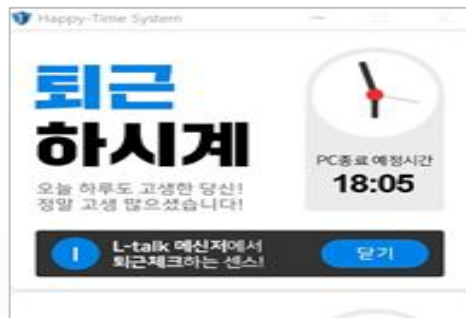 Happy-Time System
퇴근
하시계
오늘 하루도 고생한 당신!
정말 고생 많으셨습니다!
PC종료 예정시간
18:05
L-talk 메신저에서
퇴근체크하는 센스!
닫기